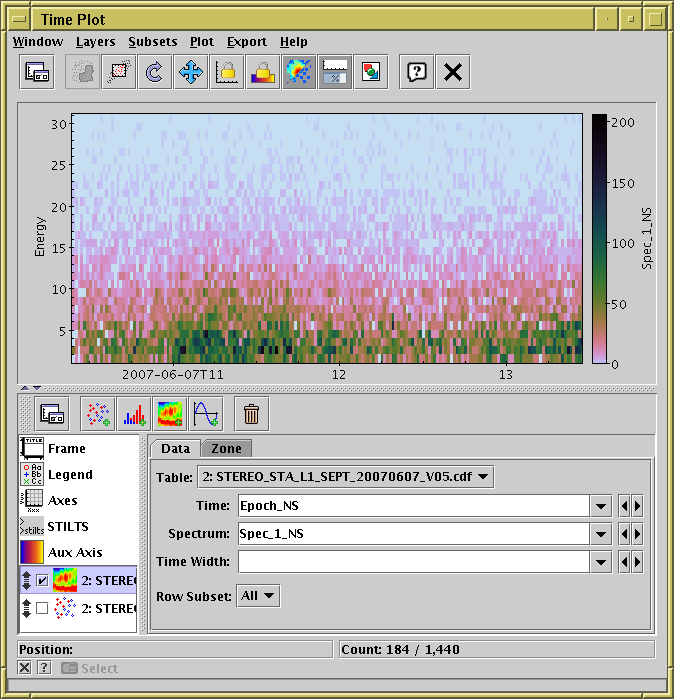 Time Plot
Window Layers Subsets Plot Export Help
30
25
20
15
10
5
Energy
2007-06-07T11 12 13
200
150
100
50
0
Spec_1_NS
Frame
Legend
Axes
STILTS
Aux Axis
2: STERE
2: STERE
Data Zone
Table: 2: STEREO_STA_L1_SEPT_20070607_V05.cdf
Time: Epoch_NS
Spectrum: Spec_1_NS
Time Width:
Row Subset: All
Position: Count: 184 / 1,440
Select